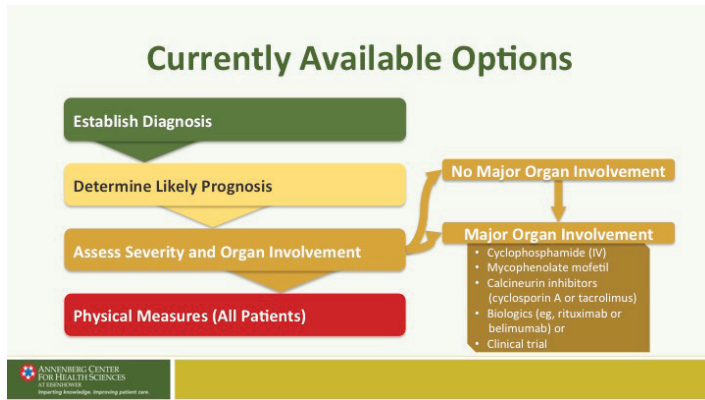 Currently Available Options
Establish Diagnosis
Determine Likely Prognosis
Assess Severity and Organ Involvement
Physical Measures (All Patients)
No Major Organ Involvement
Major Organ Involvement
• Cyclophosphamide (IV)
• Mycophenolate mofetil
• Calcineurin inhibitors
(cyclosporin A or tacrolimus)
• Biologics (eg, rituximab or
belimumab) or
• Clinical trial
ANNENBERG CENTER
FOR HEALTH SCIENCES
AT EISENHOWER
Imparting knowledge. Improving patient care.